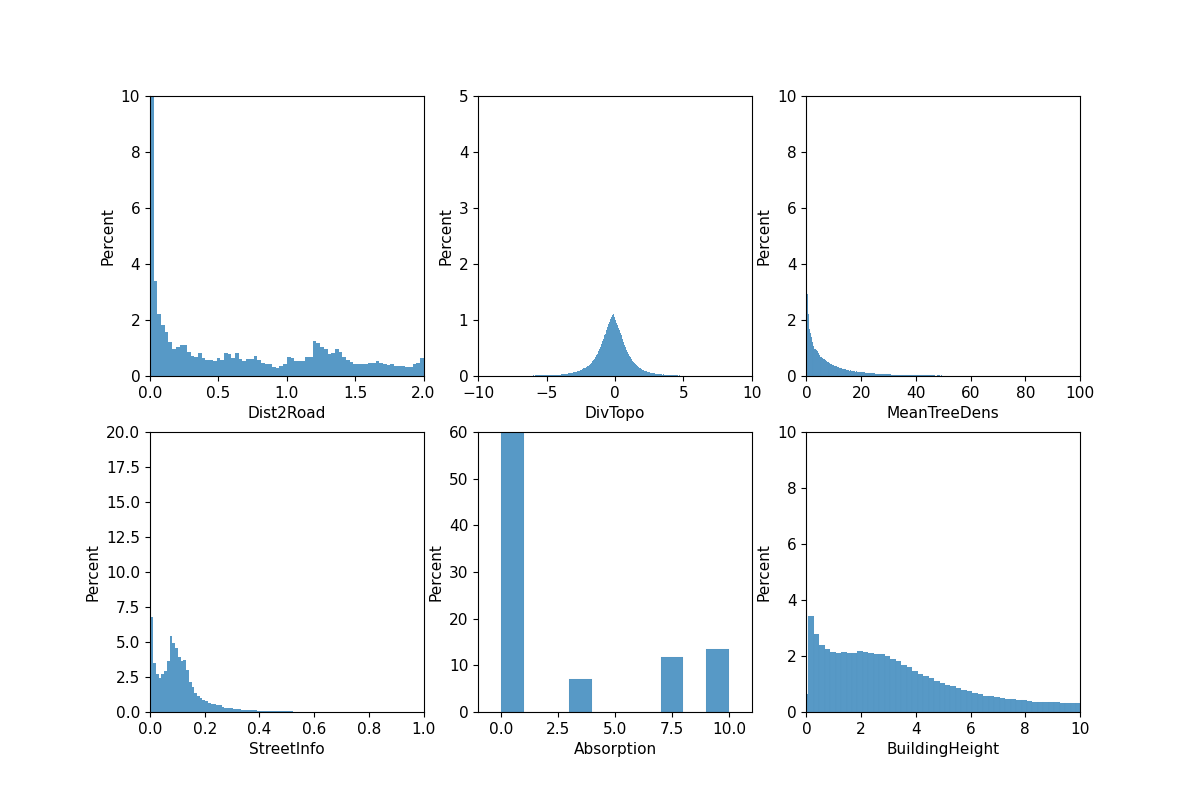 10
8
6
4
2
0
Percent
0.0 0.5 1.0 1.5 2.0
Dist2Road
5
4
3
2
1
0
Percent
−10 −5 0 5 10
DivTopo
10
8
6
4
2
0
Percent
0 20 40 60 80 100
MeanTreeDens
20.0
17.5
15.0
12.5
10.0
7.5
5.0
2.5
0.0
Percent
0.0 0.2 0.4 0.6 0.8 1.0
StreetInfo
60
50
40
30
20
10
0
Percent
0.0 2.5 5.0 7.5 10.0
Absorption
10
8
6
4
2
0
Percent
0 2 4 6 8 10
BuildingHeight